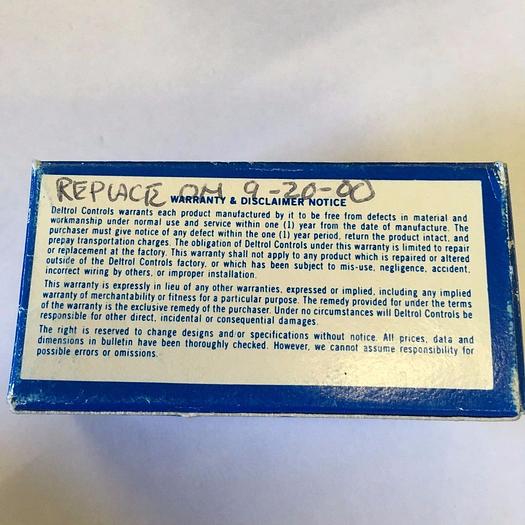 REPLACE ON 9-20-00
WARRANTY & DISCLAIMER NOTICE
Deltrol Controls warrants each product manufactured by it to be free from defects in material and
workmanship under normal use and service within one (1) year from the date of manufacture. The
purchaser must give notice of any defect within the one (1) year period, return the product intact, and
prepay transportation charges. The obligation of Deltrol Controls under this warranty is limited to repair
or replacement at the factory. This warranty shall not apply to any product which is repaired or altered
outside of the Deltrol Controls factory, or which has been subject to mis-use, negligence, accident,
incorrect wiring by others, or improper installation.
This warranty is expressly in lieu of any other warranties, expressed or implied, including any implied
warranty of merchantability or fitness for a particular purpose. The remedy provided for under the terms
of the warranty is the exclusive remedy of the purchaser. Under no circumstances will Deltrol Controls be
responsible for other direct, incidental or consequential damages.
The right is reserved to change designs and/or specifications without notice. All prices, data and
dimensions in bulletin have been thoroughly checked. However, we cannot assume responsibility for
possible errors or omissions.